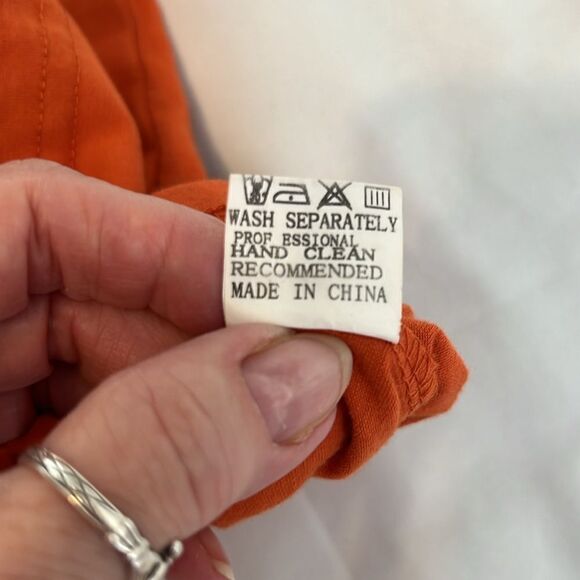 WASH SEPARATELY
PROF ESSIONAL
HAND CLEAN
RECOMMENDED
MADE IN CHINA